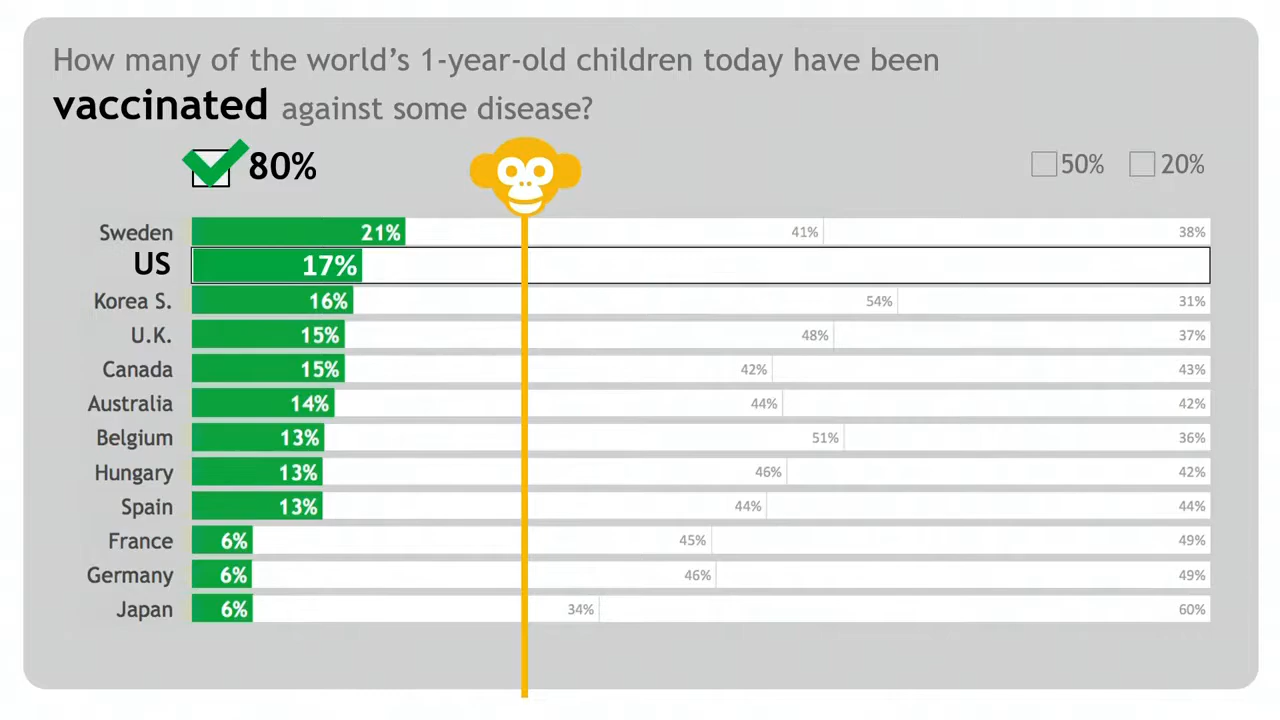 How many of the world's 1-year-old children today have been
vaccinated against some disease?
80% 50% 20%
Sweden 21% 41% 38%
US 17%
Korea S. 16% 54% 31%
U.K. 15% 48% 37%
Canada 15% 42% 43%
Australia 14% 44% 42%
Belgium 13% 51% 36%
Hungary 13% 46% 42%
Spain 13% 44% 44%
France 6% 45% 49%
Germany 6% 46% 49%
Japan 6% 34% 60%